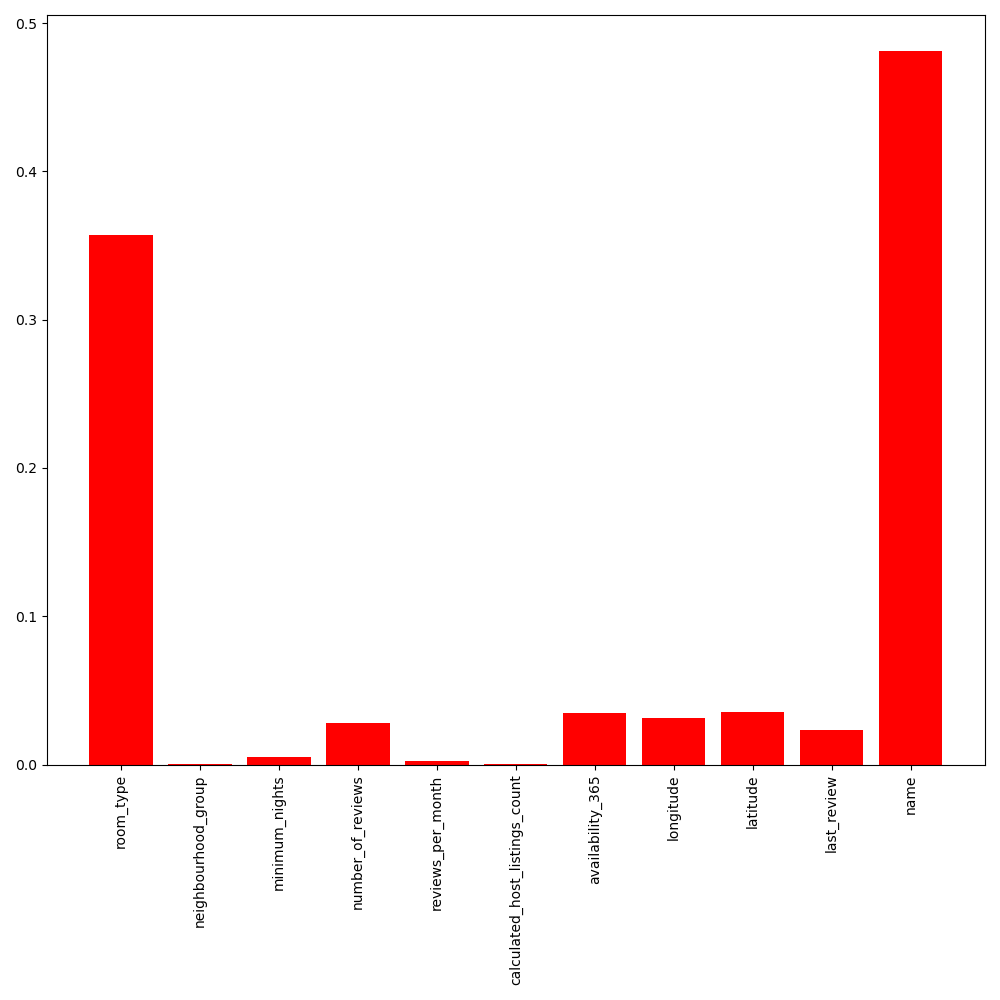 0.5
0.4
0.3
0.2
0.1
0.0
room_type
neighbourhood_group
minimum_nights
number_of_reviews
reviews_per_month
calculated_host_listings_count
availability_365
longitude
latitude
last_review
name